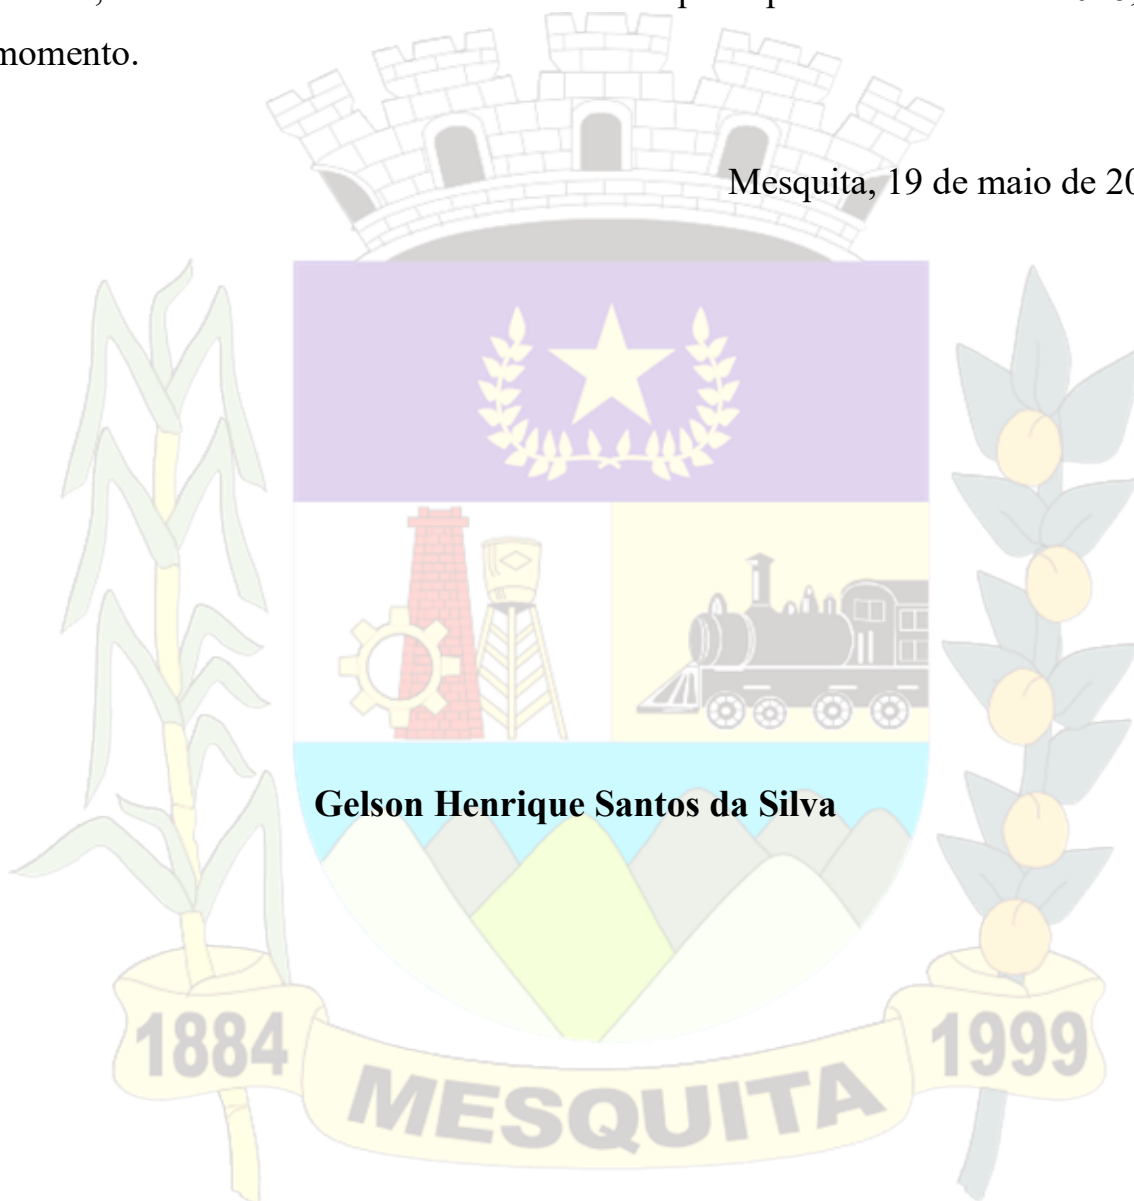 momento.
Mesquita, 19 de maio de 20
Gelson Henrique Santos da Silva
1884
MESQUITA
1999